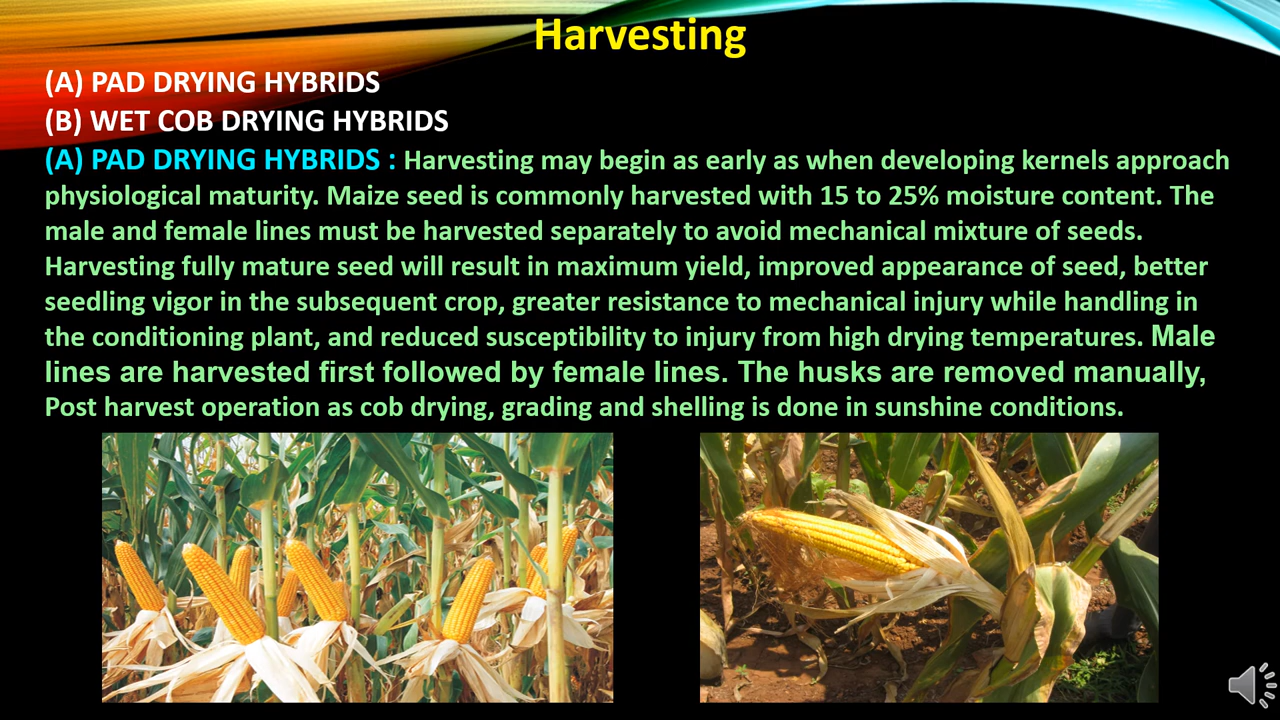 Harvesting
(A) PAD DRYING HYBRIDS
(B) WET COB DRYING HYBRIDS
(A) PAD DRYING HYBRIDS : Harvesting may begin as early as when developing kernels approach
physiological maturity. Maize seed is commonly harvested with 15 to 25% moisture content. The
male and female lines must be harvested separately to avoid mechanical mixture of seeds.
Harvesting fully mature seed will result in maximum yield, improved appearance of seed, better
seedling vigor in the subsequent crop, greater resistance to mechanical injury while handling in
the conditioning plant, and reduced susceptibility to injury from high drying temperatures. Male
lines are harvested first followed by female lines. The husks are removed manually,
Post harvest operation as cob drying, grading and shelling is done in sunshine conditions.